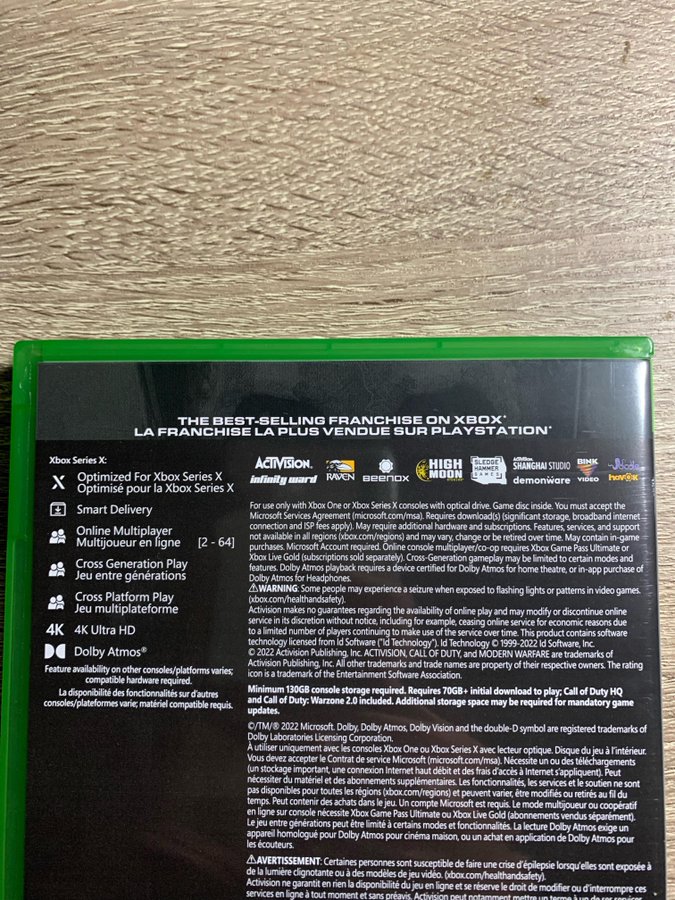 THE BEST-SELLING FRANCHISE ON XBOX*
LA FRANCHISE LA PLUS VENDUE SUR PLAYSTATION*
Xbox Series X:
Optimized For Xbox Series X
Optimisé pour la Xbox Series X
Smart Delivery
Online Multiplayer
Multijoueur en ligne [2 - 64]
Cross Generation Play
Jeu entre générations
Cross Platform Play
Jeu multiplateforme
4K 4K Ultra HD
Dolby Atmos®
Feature availability on other consoles/platforms varies;
compatible hardware required.
La disponibilité des fonctionnalités sur d'autres
consoles/plateformes varie; matériel compatible requis.
ACTIVISION.
infinity ward
RAVEN
BEENOX
HIGH MOON
SLEDGE HAMMER GAMES
ACTIVISION
SHANGHAI STUDIO
demonware
BINK
VIDEO
Oodle
havok
For use only with Xbox One or Xbox Series X consoles with optical drive. Game disc inside. You must accept the
Microsoft Services Agreement (microsoft.com/msa). Requires download(s) (significant storage, broadband internet
connection and ISP fees apply). May require additional hardware and subscriptions. Features, services, and support
not available in all regions (xbox.com/regions) and may vary, change or be retired over time. May contain in-game
purchases. Microsoft Account required. Online console multiplayer/co-op requires Xbox Game Pass Ultimate or
Xbox Live Gold (subscriptions sold separately). Cross-Generation gameplay may be limited to certain modes and
features. Dolby Atmos playback requires a device certified for Dolby Atmos for home theatre, or in-app purchase of
Dolby Atmos for Headphones.
⚠WARNING: Some people may experience a seizure when exposed to flashing lights or patterns in video games.
(xbox.com/healthandsafety).
Activision makes no guarantees regarding the availability of online play and may modify or discontinue online
service in its discretion without notice, including for example, ceasing online service for economic reasons due
to a limited number of players continuing to make use of the service over time. This product contains software
technology licensed from Id Software ("Id Technology"). Id Technology © 1999-2022 Id Software, Inc.
© 2022 Activision Publishing, Inc. ACTIVISION, CALL OF DUTY, and MODERN WARFARE are trademarks of
Activision Publishing, Inc. All other trademarks and trade names are property of their respective owners. The rating
icon is a trademark of the Entertainment Software Association.
Minimum 130GB console storage required. Requires 70GB+ initial download to play; Call of Duty HQ
and Call of Duty: Warzone 2.0 included. Additional storage space may be required for mandatory game
updates.
©/TM/® 2022 Microsoft. Dolby, Dolby Atmos, Dolby Vision and the double-D symbol are registered trademarks of
Dolby Laboratories Licensing Corporation.
À utiliser uniquement avec les consoles Xbox One ou Xbox Series X avec lecteur optique. Disque du jeu à l'intérieur.
Vous devez accepter le Contrat de service Microsoft (microsoft.com/msa). Nécessite un ou des téléchargements
(un stockage important, une connexion Internet haut débit et des frais d'accès à Internet s'appliquent). Peut
nécessiter du matériel et des abonnements supplémentaires. Les fonctionnalités, les services et le soutien ne sont
pas disponibles pour toutes les régions (xbox.com/regions) et peuvent varier, être modifiés ou retirés au fil du
temps. Peut contenir des achats dans le jeu. Un compte Microsoft est requis. Le mode multijoueur ou coopératif
en ligne sur console nécessite Xbox Game Pass Ultimate ou Xbox Live Gold (abonnements vendus séparément).
Le jeu entre générations peut être limité à certains modes et fonctionnalités. La lecture Dolby Atmos exige un
appareil homologué pour Dolby Atmos pour cinéma maison, ou un achat en application de Dolby Atmos pour
les écouteurs.
⚠AVERTISSEMENT: Certaines personnes sont susceptible de faire une crise d'épilepsie lorsqu'elles sont exposée à
de la lumière clignotante ou à des modèles de jeu vidéo. (xbox.com/healthandsafety).
Activision ne garantit en rien la disponibilité du jeu en ligne et se réserve le droit de modifier ou d'interrompre ces
services en ligne à tout moment et sans préavis. Activision peut notamment mettre un terme à un de ses services